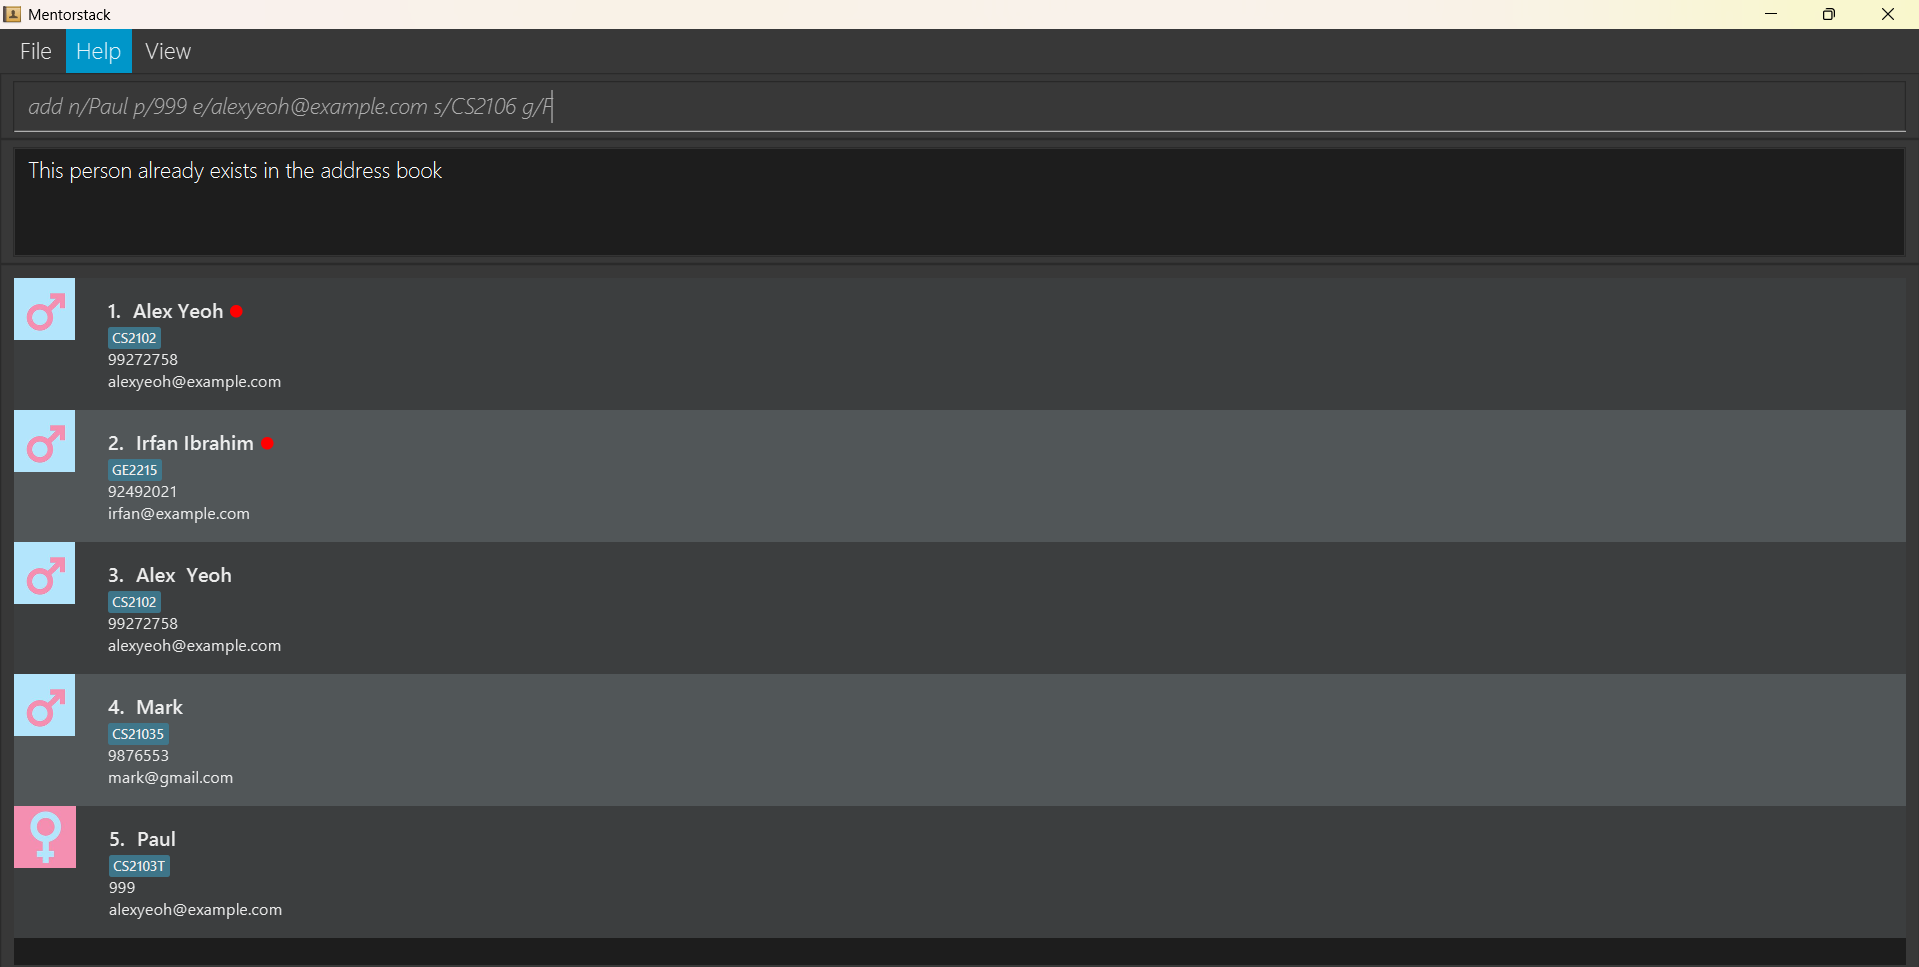 Mentorstack
File Help View
add n/Paul p/999 e/alexyeoh@example.com s/CS2106 g/F
This person already exists in the address book
1. Alex Yeoh
CS2102
99272758
alexyeoh@example.com
2. Irfan Ibrahim
GE2215
92492021
irfan@example.com
3. Alex  Yeoh
CS2102
99272758
alexyeoh@example.com
4. Mark
CS21035
9876553
mark@gmail.com
5. Paul
CS2103T
999
alexyeoh@example.com